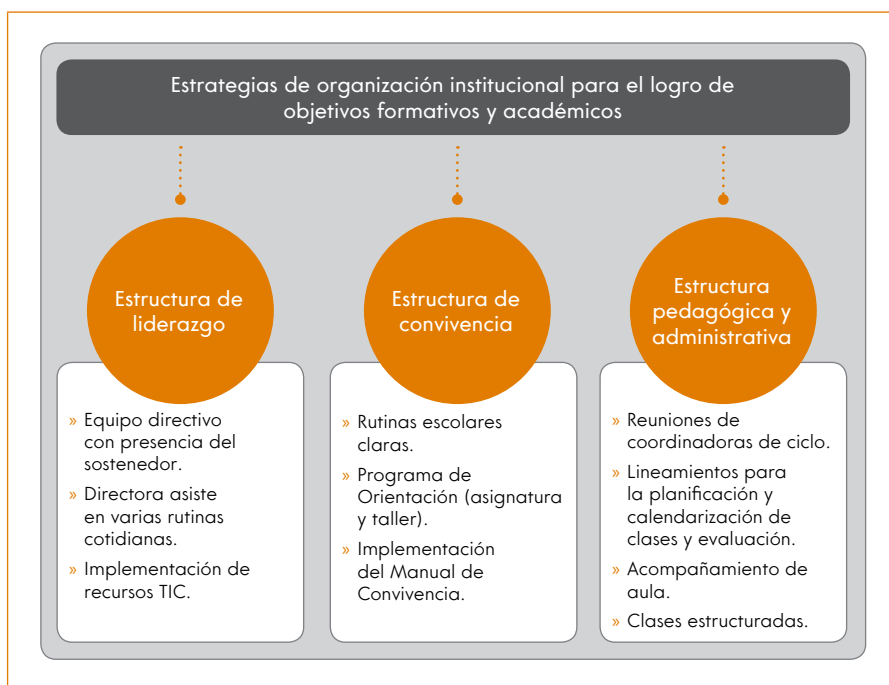 Estrategias de organización institucional para el logro de
objetivos formativos y académicos
Estructura de
liderazgo
» Equipo directivo
con presencia del
sostenedor.
» Directora asiste
en varias rutinas
cotidianas.
» Implementación de
recursos TIC.
Estructura de
convivencia
» Rutinas escolares
claras.
» Programa de
Orientación (asignatura
y taller).
» Implementación
del Manual de
Convivencia.
Estructura
pedagógica y
administrativa
» Reuniones de
coordinadoras de ciclo.
» Lineamientos para
la planificación y
calendarización de
clases y evaluación.
» Acompañamiento de
aula.
» Clases estructuradas.